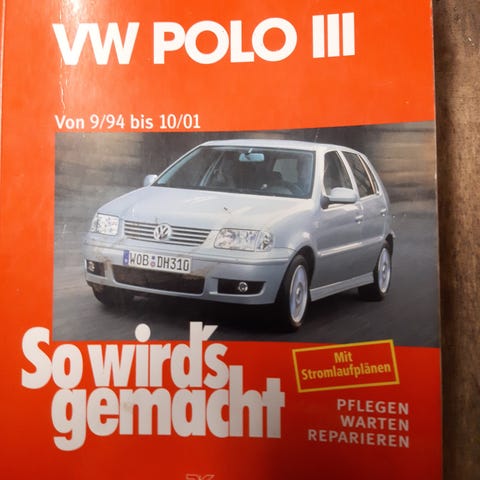 VW POLO III
Von 9/94 bis 10/01
WOB DH310
So wird's
gemacht
Mit
Stromlaufplänen
PFLEGEN
WARTEN
REPARIEREN